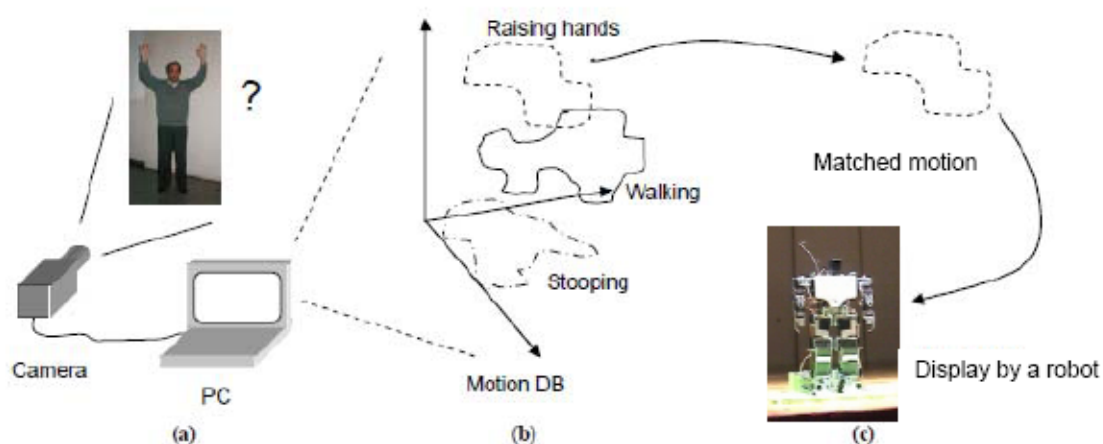 Raising hands
?
Matched motion
Walking
Stooping
Camera
PC
Motion DB
Display by a robot
(a)
(b)
(c)